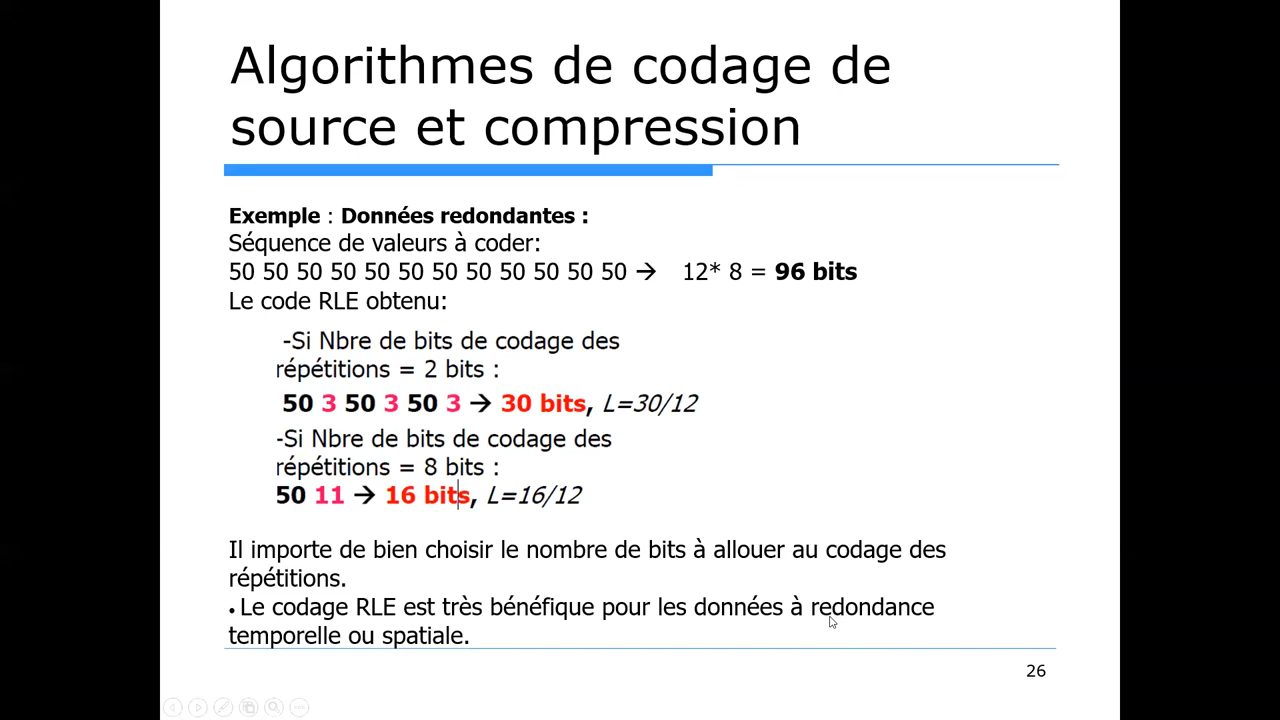 Algorithmes de codage de
source et compression
Exemple : Données redondantes :
Séquence de valeurs à coder:
50 50 50 50 50 50 50 50 50 50 50 50 → 12* 8 = 96 bits
Le code RLE obtenu:
-Si Nbre de bits de codage des
répétitions = 2 bits :
50 3 50 3 50 3 → 30 bits, L=30/12
-Si Nbre de bits de codage des
répétitions = 8 bits :
50 11 → 16 bits, L=16/12
Il importe de bien choisir le nombre de bits à allouer au codage des
répétitions.
• Le codage RLE est très bénéfique pour les données à redondance
temporelle ou spatiale.
26